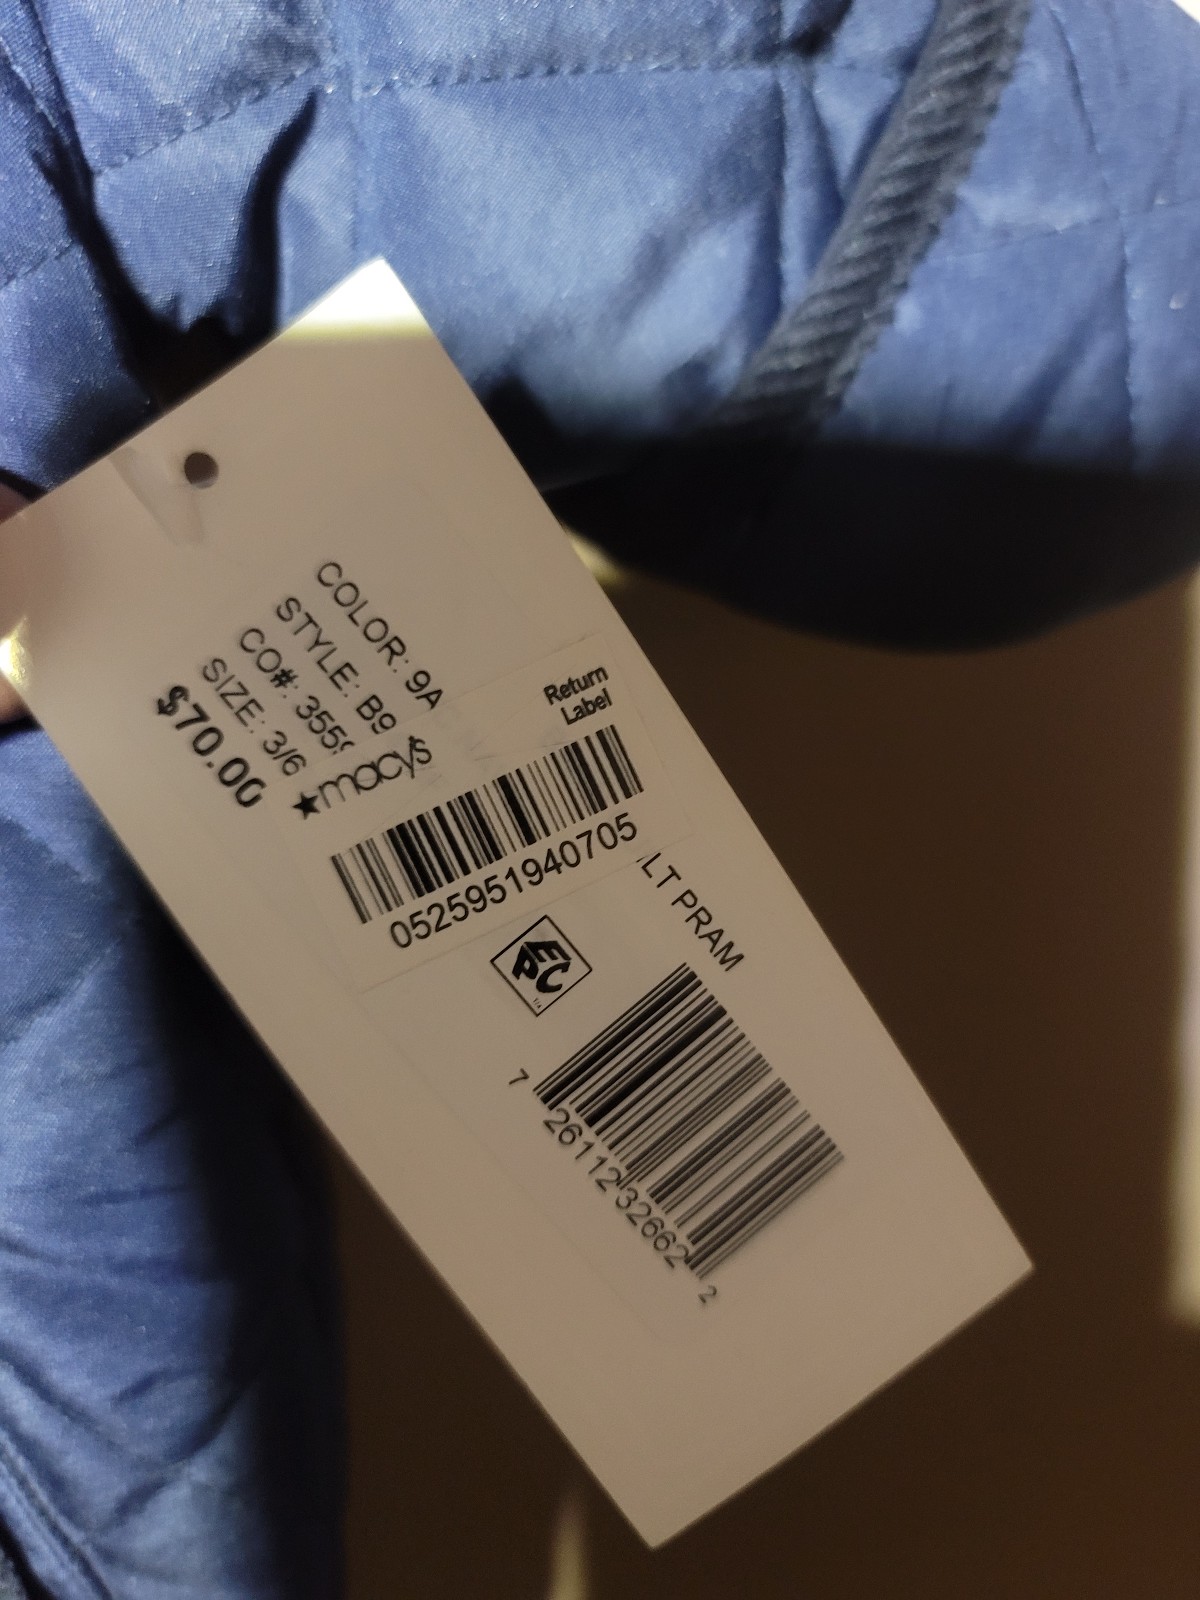 COLOR: 9A
STYLE: B9
CO#: 355
SIZE: 3/6
$70.00
Return
Label
macy's
0525951940705
LT PRAM
PEC
7 26112 32662 2